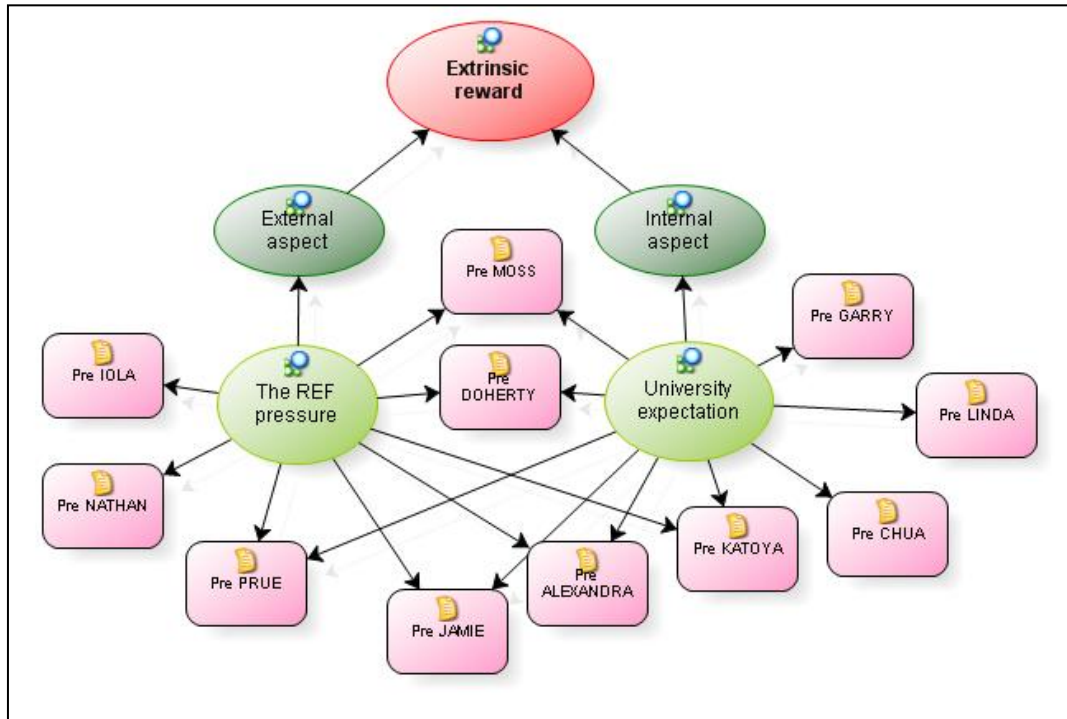 Extrinsic
reward
External
aspect
Internal
aspect
Pre MOSS
Pre GARRY
Pre IOLA
The REF
pressure
Pre
DOHERTY
University
expectation
Pre LINDA
Pre NATHAN
Pre PRUE
Pre JAMIE
Pre
ALEXANDRA
Pre KATOYA
Pre CHUA